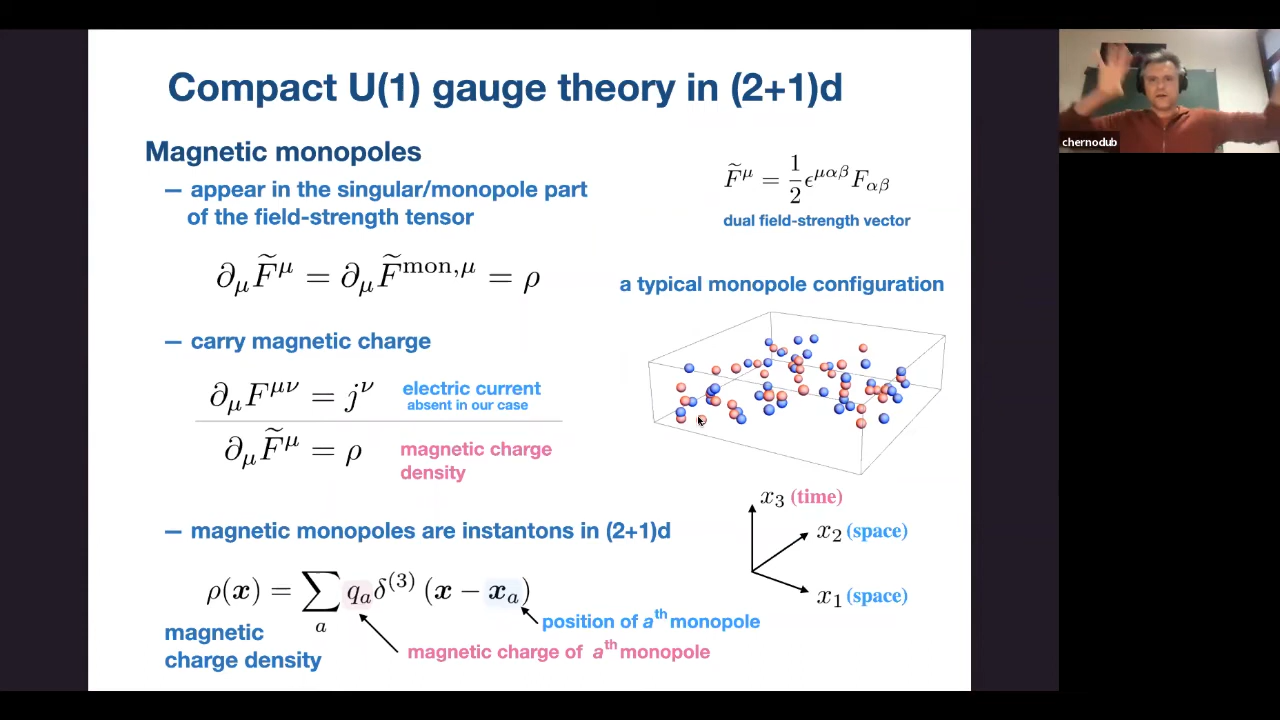 Compact U(1) gauge theory in (2+1)d
Magnetic monopoles
— appear in the singular/monopole part
of the field-strength tensor
∂_μ F̃^μ = ∂_μ F̃^{mon,μ} = ρ
— carry magnetic charge
∂_μ F^{μν} = j^ν
electric current
absent in our case
∂_μ F̃^μ = ρ
magnetic charge
density
— magnetic monopoles are instantons in (2+1)d
ρ(x) = ∑_a q_a δ^{(3)} (x − x_a)
magnetic
charge density
position of a^th monopole
magnetic charge of a^th monopole
F̃^μ = 1/2 ϵ^{μαβ} F_{αβ}
dual field-strength vector
a typical monopole configuration
x_3 (time)
x_2 (space)
x_1 (space)
chernodub